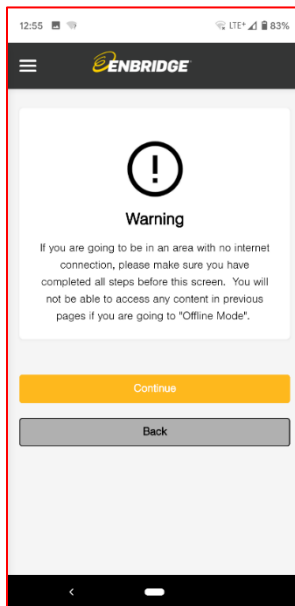 12:55 LTE+ 83%
ENBRIDGE
Warning
If you are going to be in an area with no internet
connection, please make sure you have
completed all steps before this screen. You will
not be able to access any content in previous
pages if you are going to "Offline Mode".
Continue
Back